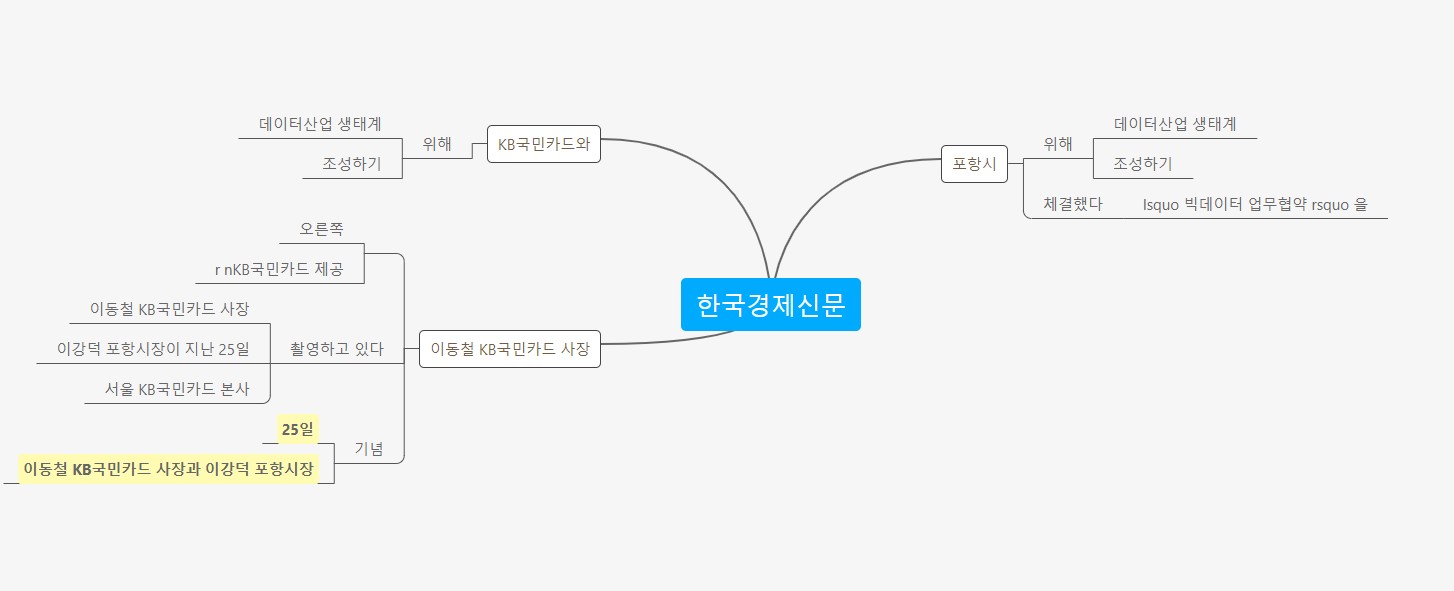 데이터산업 생태계
위해
조성하기
KB국민카드와
포항시
위해
데이터산업 생태계
조성하기
체결했다
lsquo 빅데이터 업무협약 rsquo 을
한국경제신문
오른쪽
r nKB국민카드 제공
이동철 KB국민카드 사장
이강덕 포항시장이 지난 25일
서울 KB국민카드 본사
촬영하고 있다
이동철 KB국민카드 사장
25일
기념
이동철 KB국민카드 사장과 이강덕 포항시장